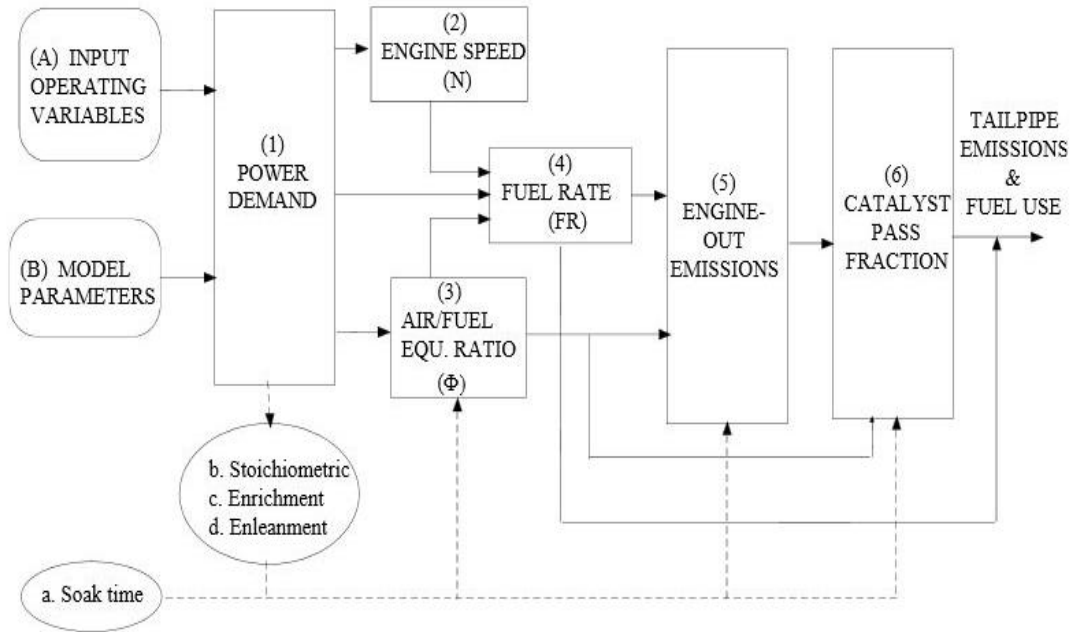 (A) INPUT
OPERATING
VARIABLES
(B) MODEL
PARAMETERS
(1)
POWER
DEMAND
(2)
ENGINE SPEED
(N)
(3)
AIR/FUEL
EQU. RATIO
(Φ)
(4)
FUEL RATE
(FR)
(5)
ENGINE-
OUT
EMISSIONS
(6)
CATALYST
PASS
FRACTION
TAILPIPE
EMISSIONS
&
FUEL USE
b. Stoichiometric
c. Enrichment
d. Enleanment
a. Soak time